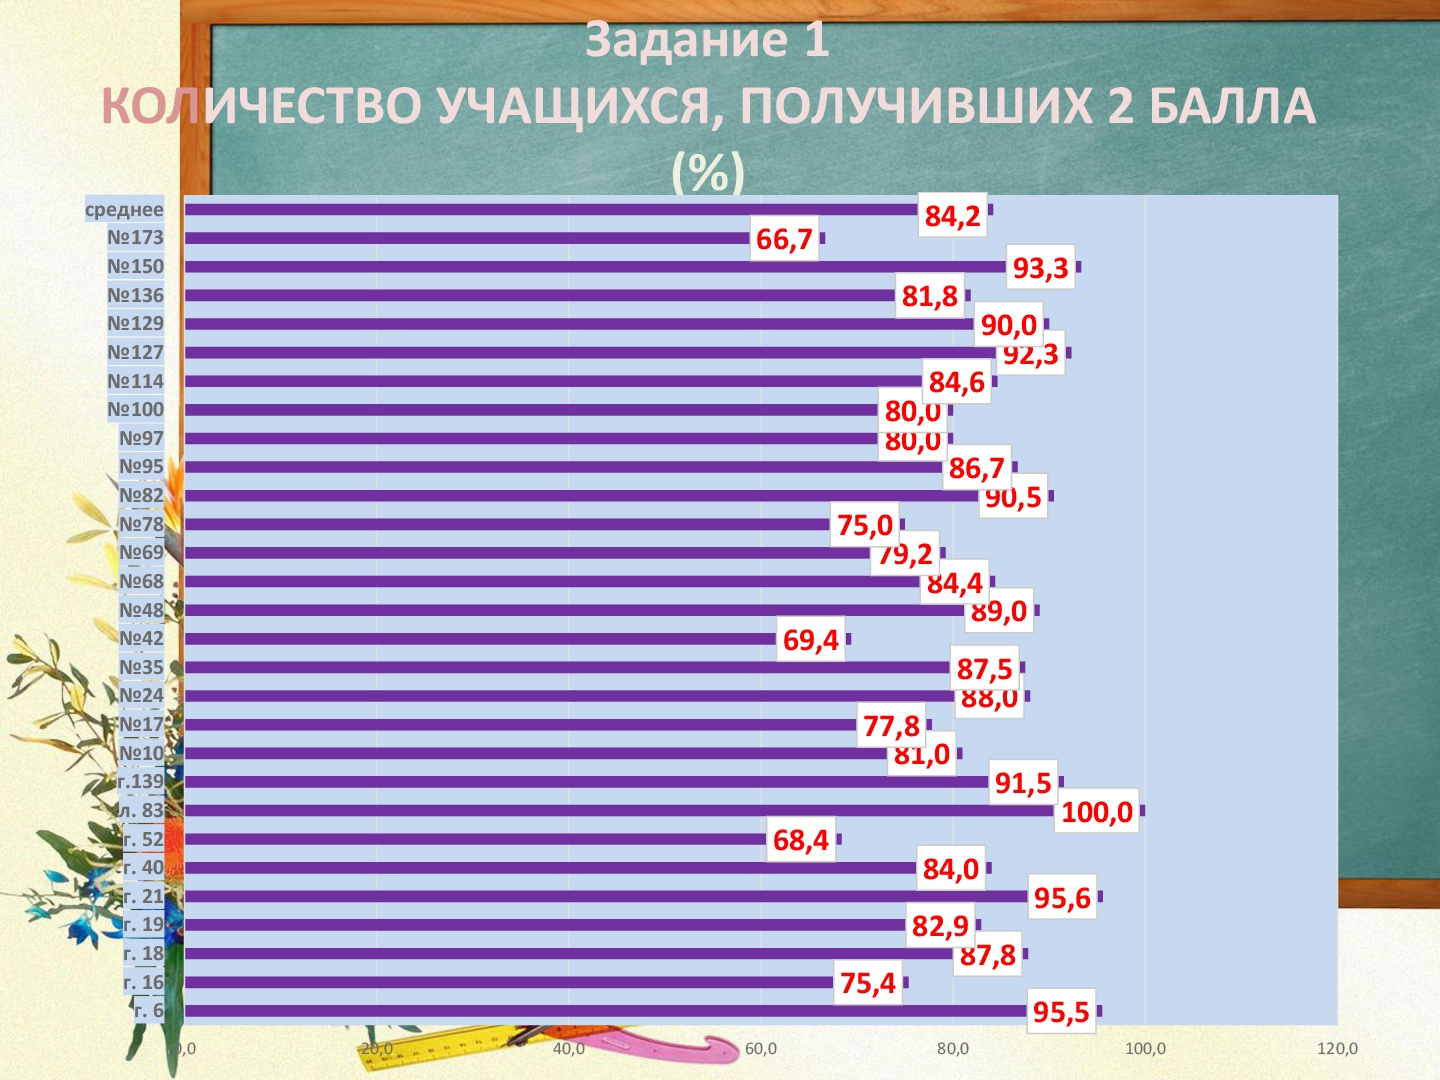 Задание 1
КОЛИЧЕСТВО УЧАЩИХСЯ, ПОЛУЧИВШИХ 2 БАЛЛА
(%)
среднее 84,2
№173 66,7
№150 93,3
№136 81,8
№129 90,0
№127 92,3
№114 84,6
№100 80,0
№97 80,0
№95 86,7
№82 90,5
№78 75,0
№69 79,2
№68 84,4
№48 89,0
№42 69,4
№35 87,5
№24 88,0
№17 77,8
№10 81,0
г.139 91,5
л. 83 100,0
г. 52 68,4
г. 40 84,0
г. 21 95,6
г. 19 82,9
г. 18 87,8
г. 16 75,4
г. 6 95,5
0,0 20,0 40,0 60,0 80,0 100,0 120,0